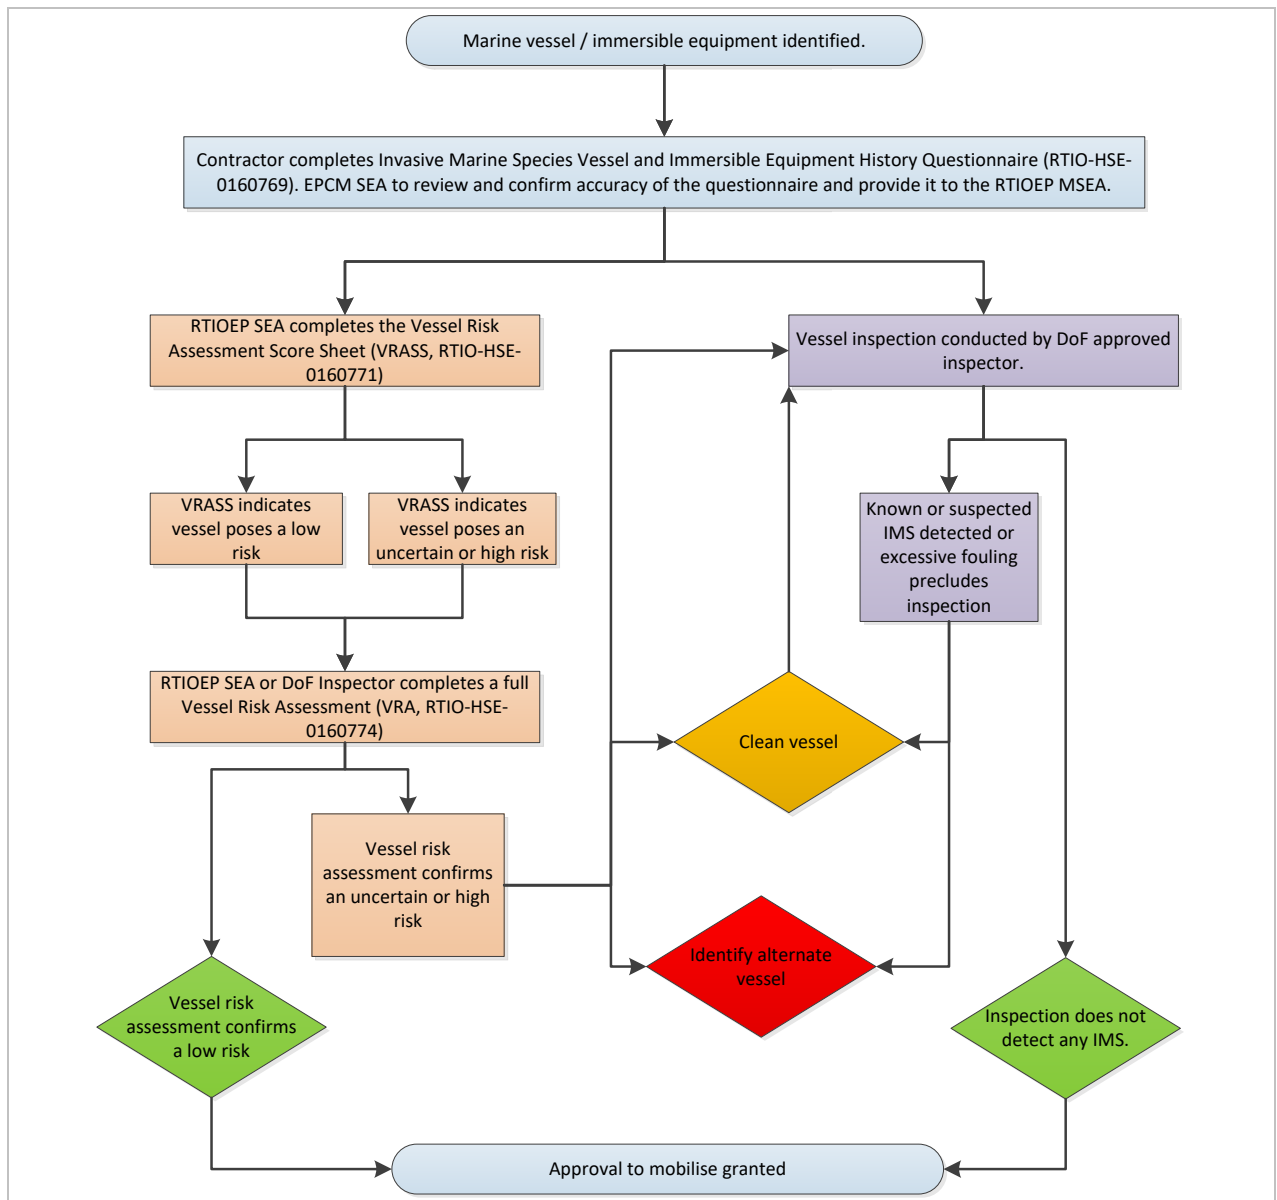 Marine vessel / immersible equipment identified.
Contractor completes Invasive Marine Species Vessel and Immersible Equipment History Questionnaire (RTIO-HSE-
0160769). EPCM SEA to review and confirm accuracy of the questionnaire and provide it to the RTIOEP MSEA.
RTIOEP SEA completes the Vessel Risk
Assessment Score Sheet (VRASS, RTIO-HSE-
0160771)
Vessel inspection conducted by DoF approved
inspector.
VRASS indicates
vessel poses a low
risk
VRASS indicates
vessel poses an
uncertain or high risk
Known or suspected
IMS detected or
excessive fouling
precludes
inspection
RTIOEP SEA or DoF Inspector completes a full
Vessel Risk Assessment (VRA, RTIO-HSE-
0160774)
Clean vessel
Vessel risk
assessment confirms
an uncertain or high
risk
Identify alternate
vessel
Vessel risk
assessment confirms
a low risk
Inspection does not
detect any IMS.
Approval to mobilise granted